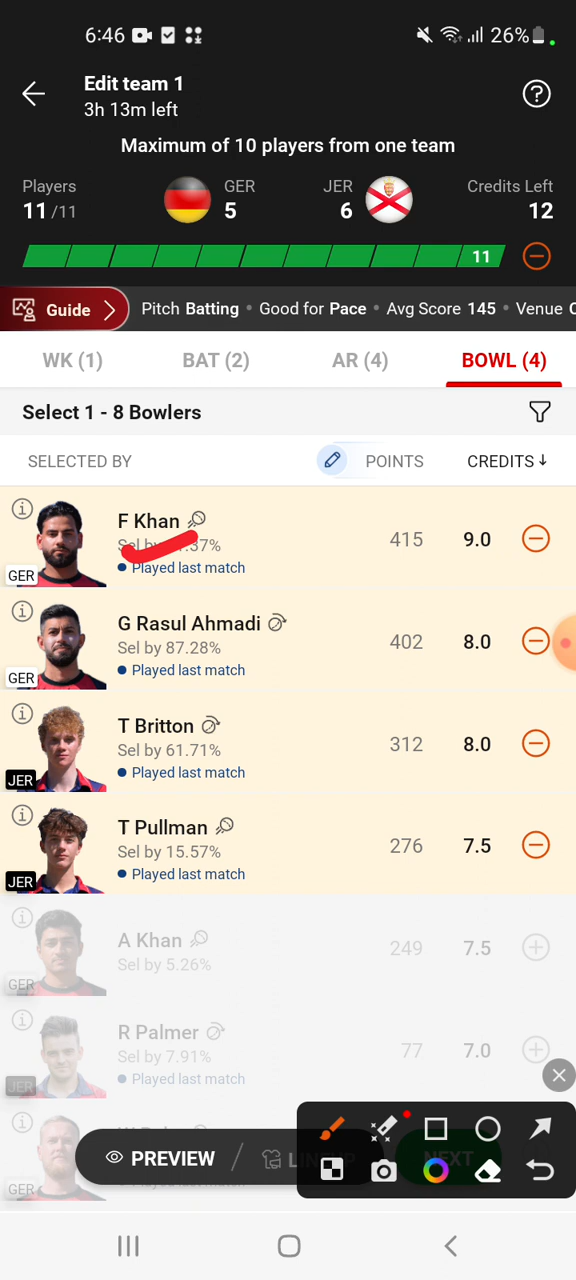 6:46 26%
Edit team 1
3h 13m left
Maximum of 10 players from one team
Players GER JER Credits Left
11/11 5 6 12
11
Guide Pitch Batting • Good for Pace • Avg Score 145 • Venue
WK (1) BAT (2) AR (4) BOWL (4)
Select 1 - 8 Bowlers
SELECTED BY POINTS CREDITS↓
F Khan
37%
415 9.0
Played last match
GER
G Rasul Ahmadi
Sel by 87.28%
402 8.0
Played last match
GER
T Britton
Sel by 61.71%
312 8.0
Played last match
JER
T Pullman
Sel by 15.57%
276 7.5
Played last match
JER
A Khan
Sel by 5.26%
249 7.5
GER
R Palmer
Sel by 7.91%
77 7.0
Played last match
JER
PREVIEW
NEXT
GER